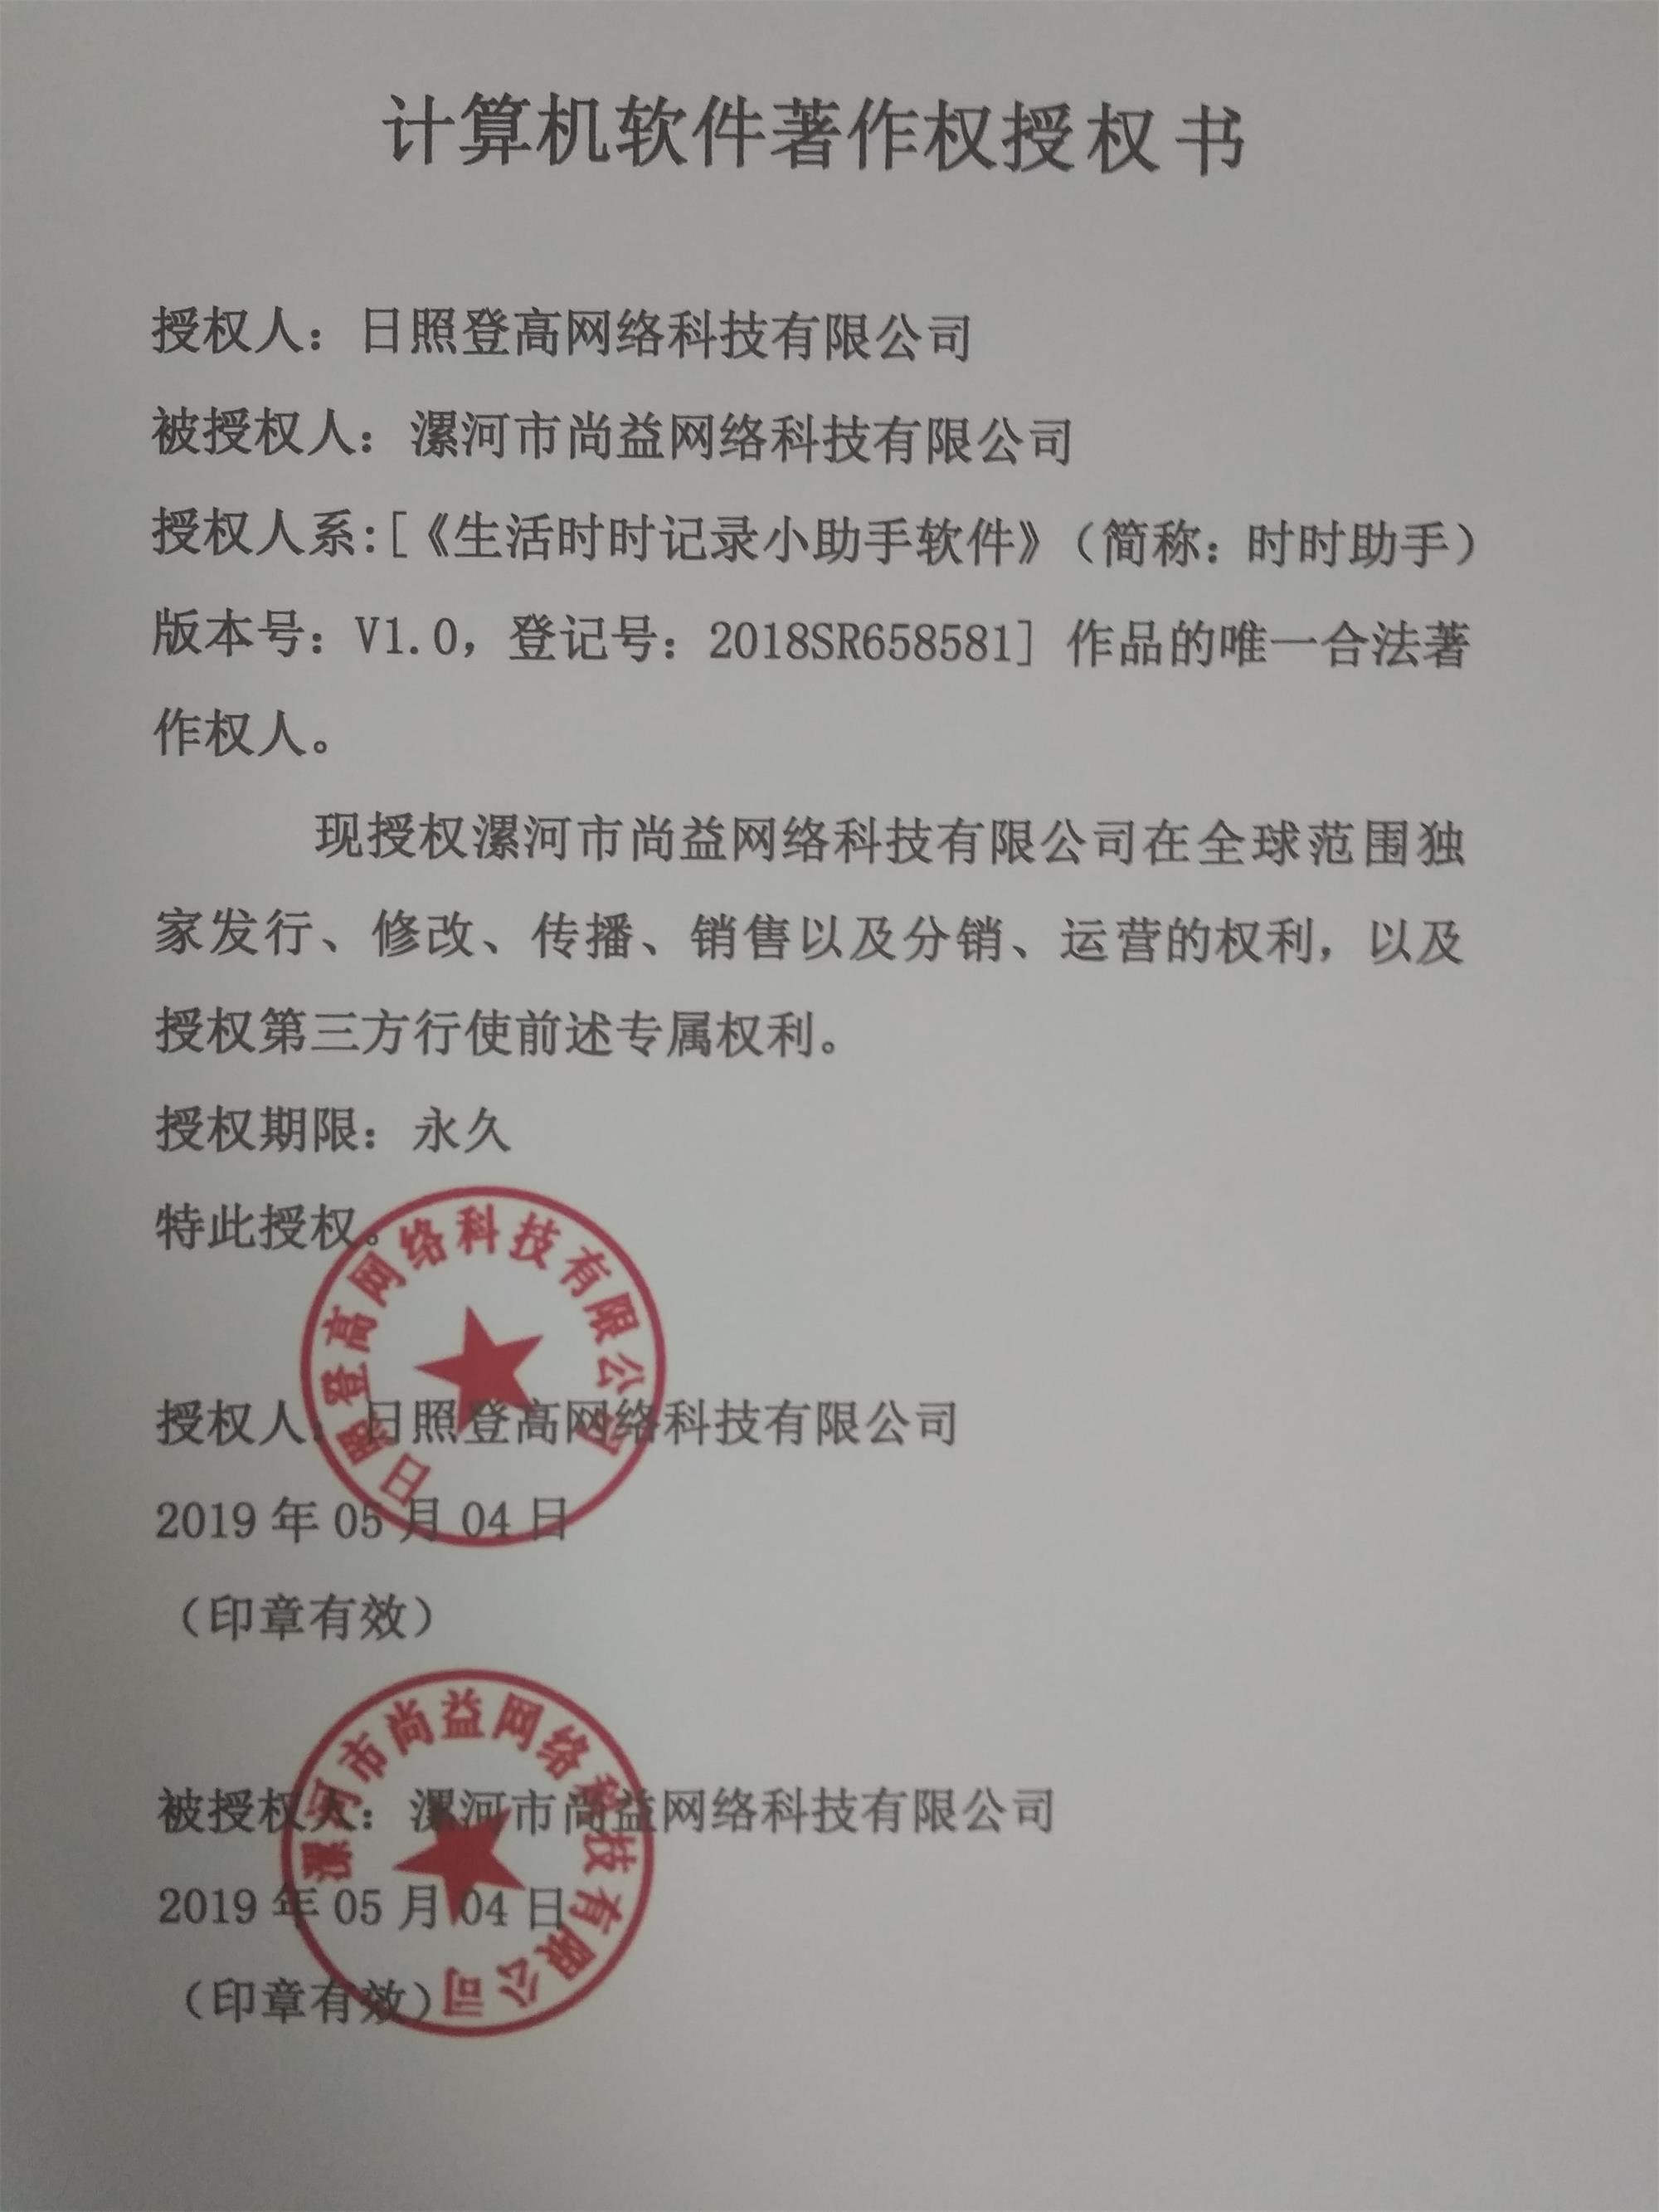 计算机软件著作权授权书
授权人：日照登高网络科技有限公司
被授权人：漯河市尚益网络科技有限公司
授权人系:[《生活时时记录小助手软件》（简称：时时助手）
版本号：V1.0，登记号：2018SR658581] 作品的唯一合法著
作权人。
现授权漯河市尚益网络科技有限公司在全球范围独
家发行、修改、传播、销售以及分销、运营的权利，以及
授权第三方行使前述专属权利。
授权期限：永久
特此授权。
日照登高网络科技有限公司
授权人：日照登高网络科技有限公司
2019 年 05 月 04 日
（印章有效）
漯河市尚益网络科技有限公司
被授权人：漯河市尚益网络科技有限公司
2019 年 05 月 04 日
（印章有效）